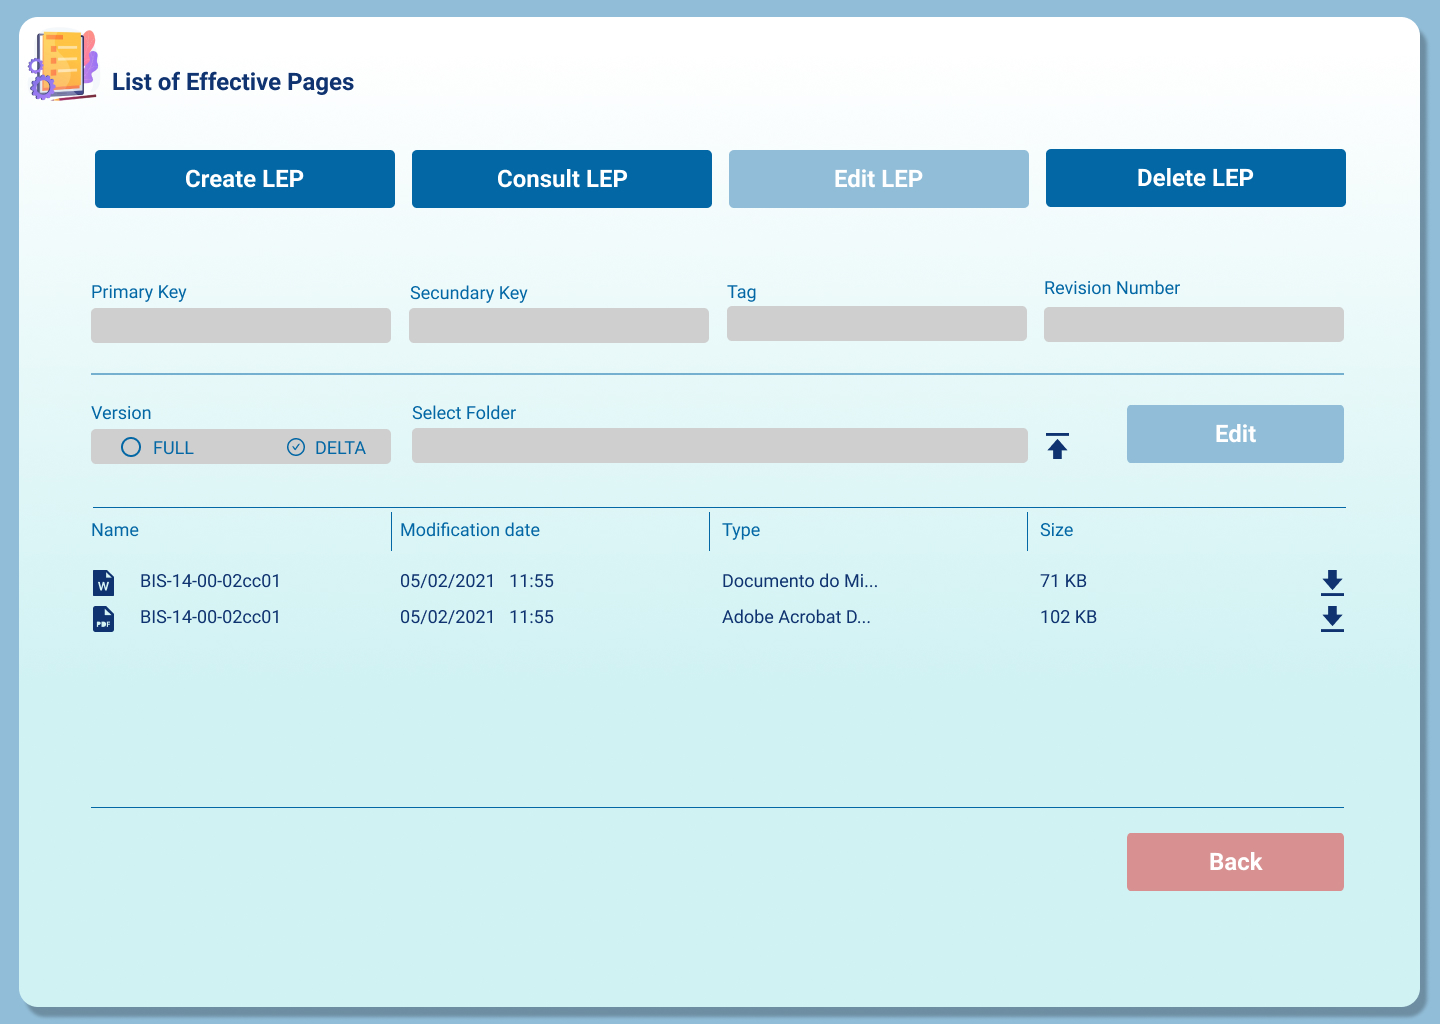 List of Effective Pages
Create LEP Consult LEP Edit LEP Delete LEP
Primary Key Secundary Key Tag Revision Number
Version Select Folder
FULL DELTA Edit
Name Modification date Type Size
W BIS-14-00-02cc01 05/02/2021 11:55 Documento do Mi... 71 KB
PDF BIS-14-00-02cc01 05/02/2021 11:55 Adobe Acrobat D... 102 KB
Back